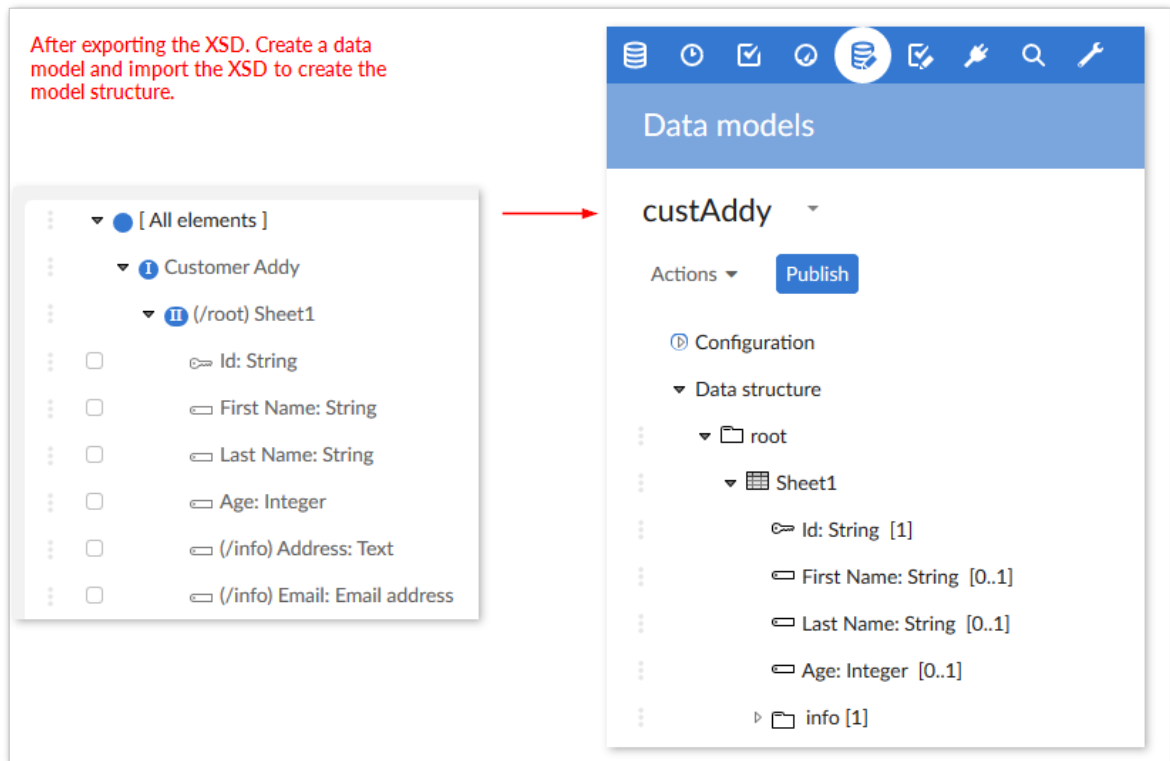 After exporting the XSD. Create a data
model and import the XSD to create the
model structure.
[ All elements ]
I Customer Addy
II (/root) Sheet1
Id: String
First Name: String
Last Name: String
Age: Integer
(/info) Address: Text
(/info) Email: Email address
Data models
custAddy
Actions
Publish
Configuration
Data structure
root
Sheet1
Id: String [1]
First Name: String [0..1]
Last Name: String [0..1]
Age: Integer [0..1]
info [1]